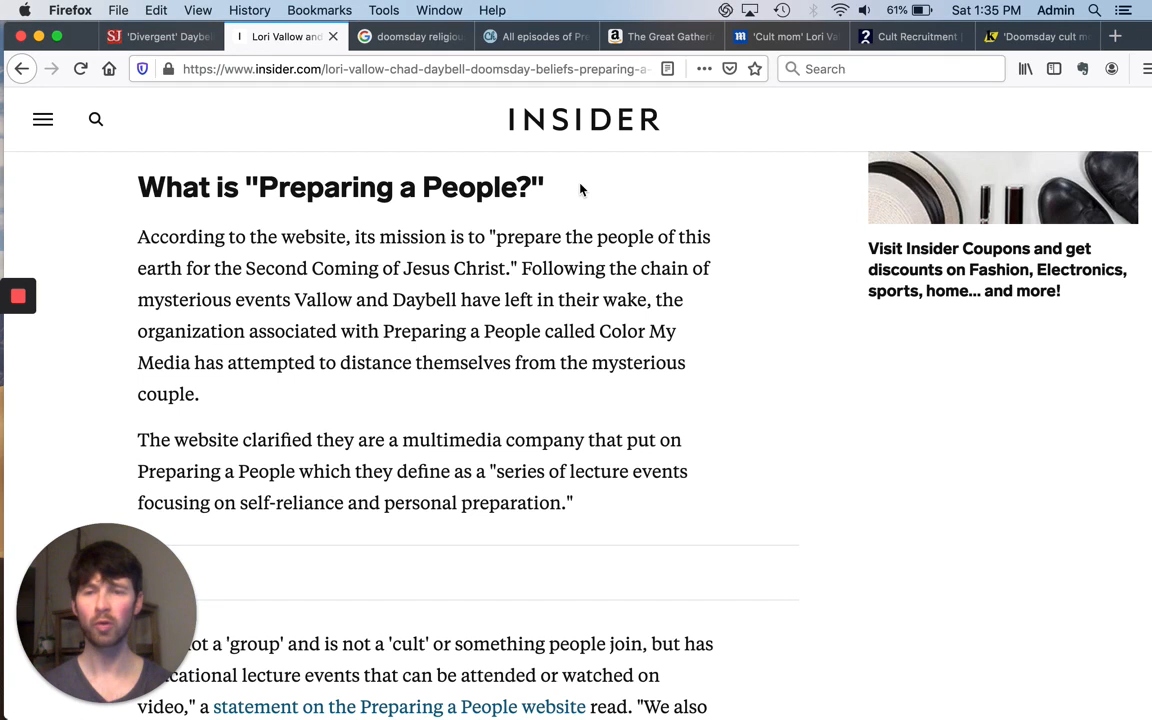 Firefox File Edit View History Bookmarks Tools Window Help 61% Sat 1:35 PM Admin
SJ 'Divergent' Daybel
I Lori Vallow and
doomsday religiou
All episodes of Pre
The Great Gatheri
'Cult mom' Lori Va
Cult Recruitment
'Doomsday cult m
https://www.insider.com/lori-vallow-chad-daybell-doomsday-beliefs-preparing-a- Search
INSIDER
What is "Preparing a People?"
According to the website, its mission is to "prepare the people of this
earth for the Second Coming of Jesus Christ." Following the chain of
mysterious events Vallow and Daybell have left in their wake, the
organization associated with Preparing a People called Color My
Media has attempted to distance themselves from the mysterious
couple.
The website clarified they are a multimedia company that put on
Preparing a People which they define as a "series of lecture events
focusing on self-reliance and personal preparation."
ot a 'group' and is not a 'cult' or something people join, but has
cational lecture events that can be attended or watched on
video," a statement on the Preparing a People website read. "We also
Visit Insider Coupons and get
discounts on Fashion, Electronics,
sports, home... and more!